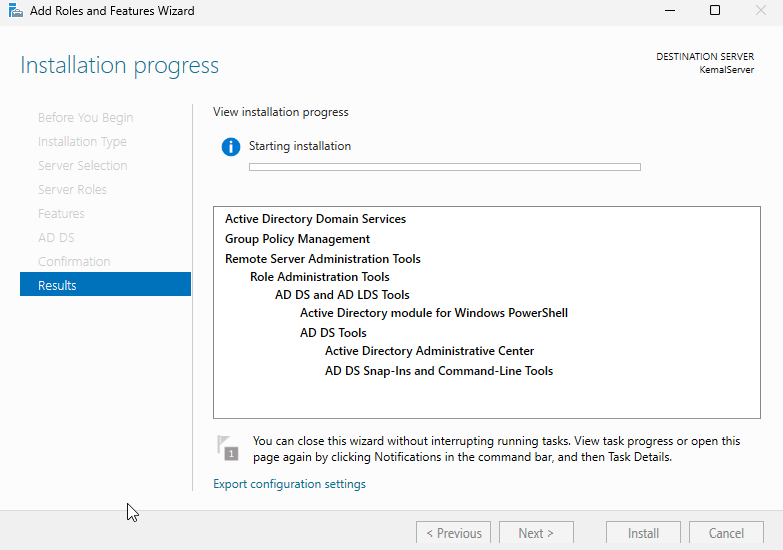 Add Roles and Features Wizard
Installation progress
DESTINATION SERVER
KemalServer
Before You Begin
Installation Type
Server Selection
Server Roles
Features
AD DS
Confirmation
Results
View installation progress
Starting installation
Active Directory Domain Services
Group Policy Management
Remote Server Administration Tools
Role Administration Tools
AD DS and AD LDS Tools
Active Directory module for Windows PowerShell
AD DS Tools
Active Directory Administrative Center
AD DS Snap-Ins and Command-Line Tools
1
You can close this wizard without interrupting running tasks. View task progress or open this
page again by clicking Notifications in the command bar, and then Task Details.
Export configuration settings
< Previous
Next >
Install
Cancel